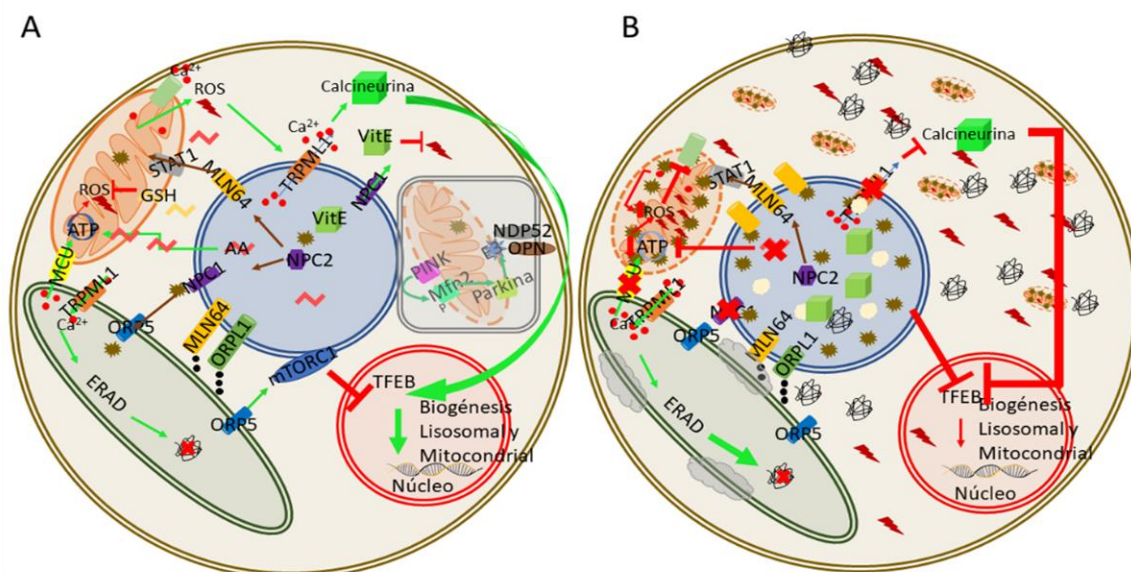 A
Ca2+
ROS
Calcineurina
Ca2+
VitE
TRPML1
STAT1
MLN64
NPC1
ROS
GSH
VitE
NDP52
OPN
ATP
AA
E3
PINK
MCU
NPC1
NPC2
Mfn2
Parkina
P
TRPML1
Ca2+
ORP5
MLN64
ORPL1
mTORC1
TFEB
ERAD
ORP5
Biogénesis
Lisosomal y
Mitocondrial
Núcleo
B
Calcineurina
STAT1
MLN64
ROS
ATP
NPC2
TRPML1
ORP5
MLN64
ORPL1
TFEB
Biogénesis
ERAD
Lisosomal y
ORP5
Mitocondrial
Núcleo